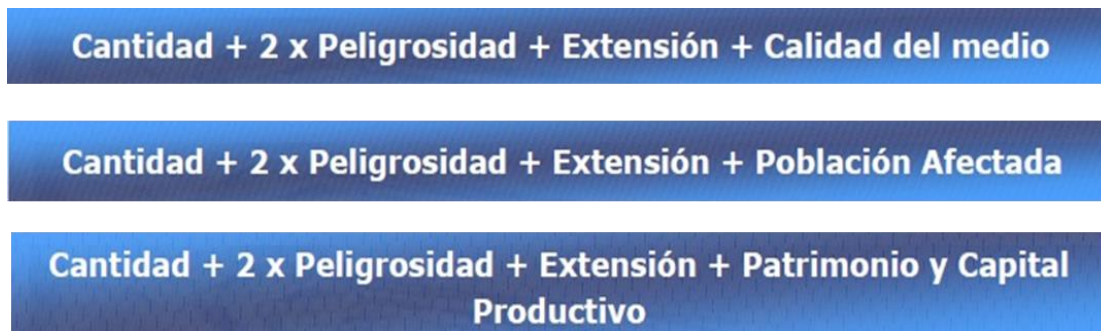 Cantidad + 2 x Peligrosidad + Extensión + Calidad del medio
Cantidad + 2 x Peligrosidad + Extensión + Población Afectada
Cantidad + 2 x Peligrosidad + Extensión + Patrimonio y Capital
Productivo